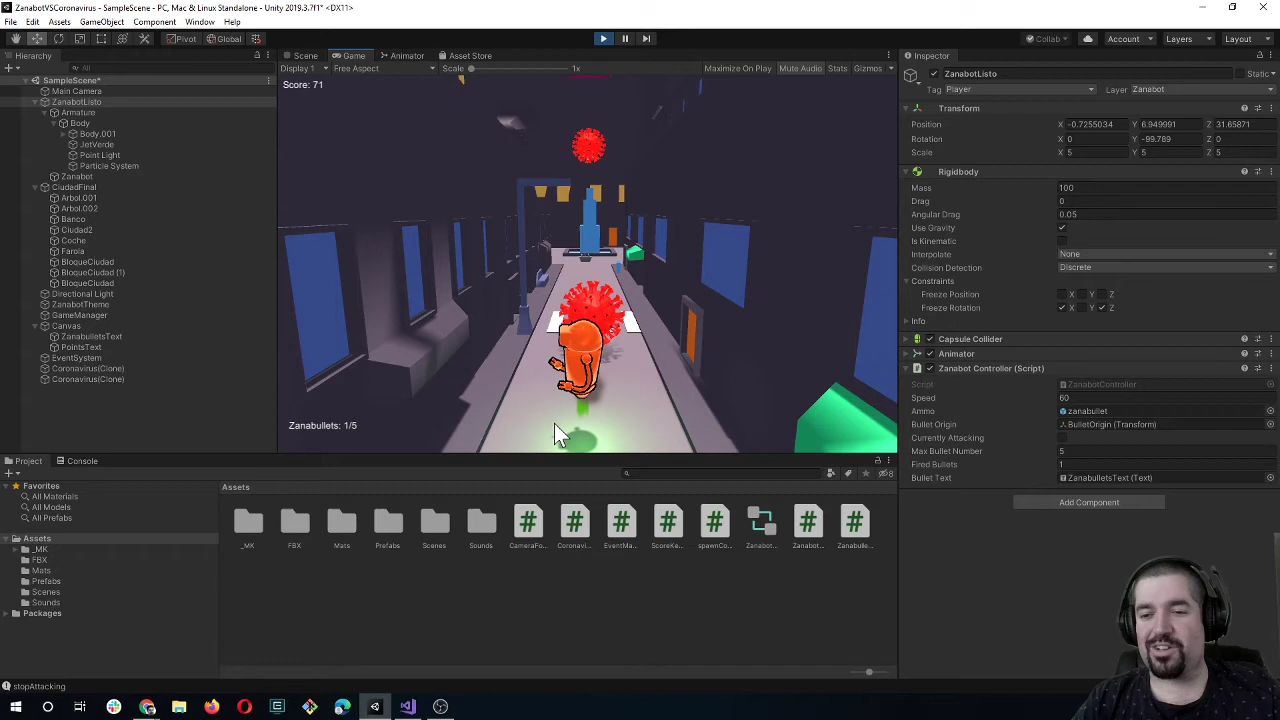 ZanabotVSCoronavirus - SampleScene - PC, Mac & Linux Standalone - Unity 2019.3.7f1* <DX11>
File Edit Assets GameObject Component Window Help
Pivot Global Collab Account Layers Layout
Hierarchy
All
SampleScene*
Main Camera
ZanabotListo
Armature
Body
Body.001
JetVerde
Point Light
Particle System
Zanabot
CiudadFinal
Arbol.001
Arbol.002
Banco
Ciudad2
Coche
Farola
BloqueCiudad
BloqueCiudad (1)
BloqueCiudad
Directional Light
ZanabotTheme
GameManager
Canvas
ZanabulletsText
PointsText
EventSystem
Coronavirus(Clone)
Coronavirus(Clone)
Scene Game Animator Asset Store
Display 1 Free Aspect Scale 1x Maximize On Play Mute Audio Stats Gizmos
Score: 71
Zanabullets: 1/5
Inspector
ZanabotListo Static
Tag Player Layer Zanabot
Transform
Position X -0.7255034 Y 6.949991 Z 31.65871
Rotation X 0 Y -99.789 Z 0
Scale X 5 Y 5 Z 5
Rigidbody
Mass 100
Drag 0
Angular Drag 0.05
Use Gravity
Is Kinematic
Interpolate None
Collision Detection Discrete
Constraints
Freeze Position X Y Z
Freeze Rotation X Y Z
Info
Capsule Collider
Animator
Zanabot Controller (Script)
Script ZanabotController
Speed 60
Ammo zanabullet
Bullet Origin BulletOrigin (Transform)
Currently Attacking
Max Bullet Number 5
Fired Bullets 1
Bullet Text ZanabulletsText (Text)
Add Component
Project Console
8
Favorites
All Materials
All Models
All Prefabs
Assets
_MK
FBX
Mats
Prefabs
Scenes
Sounds
Packages
Assets
_MK FBX Mats Prefabs Scenes Sounds CameraFo... Coronavi... EventMa... ScoreKe... spawnCo... Zanabot... Zanabot... Zanabulle...
stopAttacking